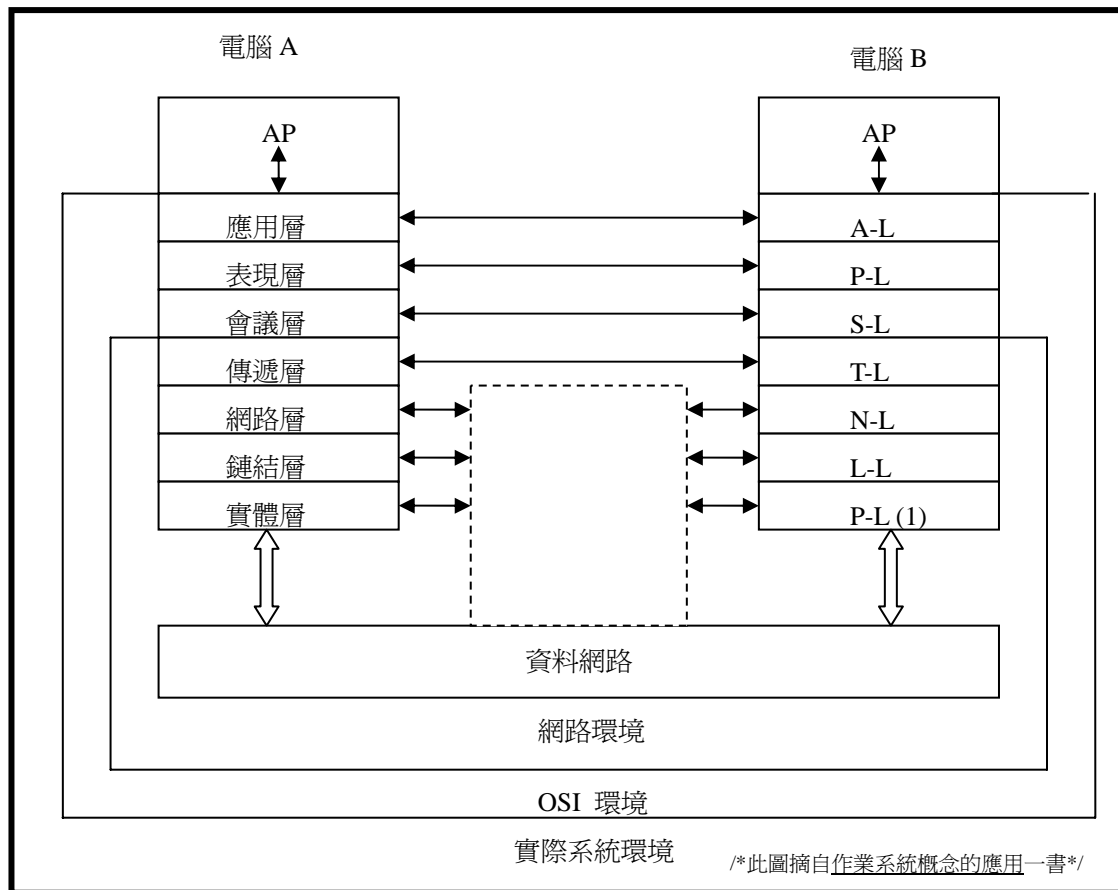 電腦 A
電腦 B
AP
AP
應用層
A-L
表現層
P-L
會議層
S-L
傳遞層
T-L
網路層
N-L
鏈結層
L-L
實體層
P-L (1)
資料網路
網路環境
OSI 環境
實際系統環境
/*此圖摘自作業系統概念的應用一書*/